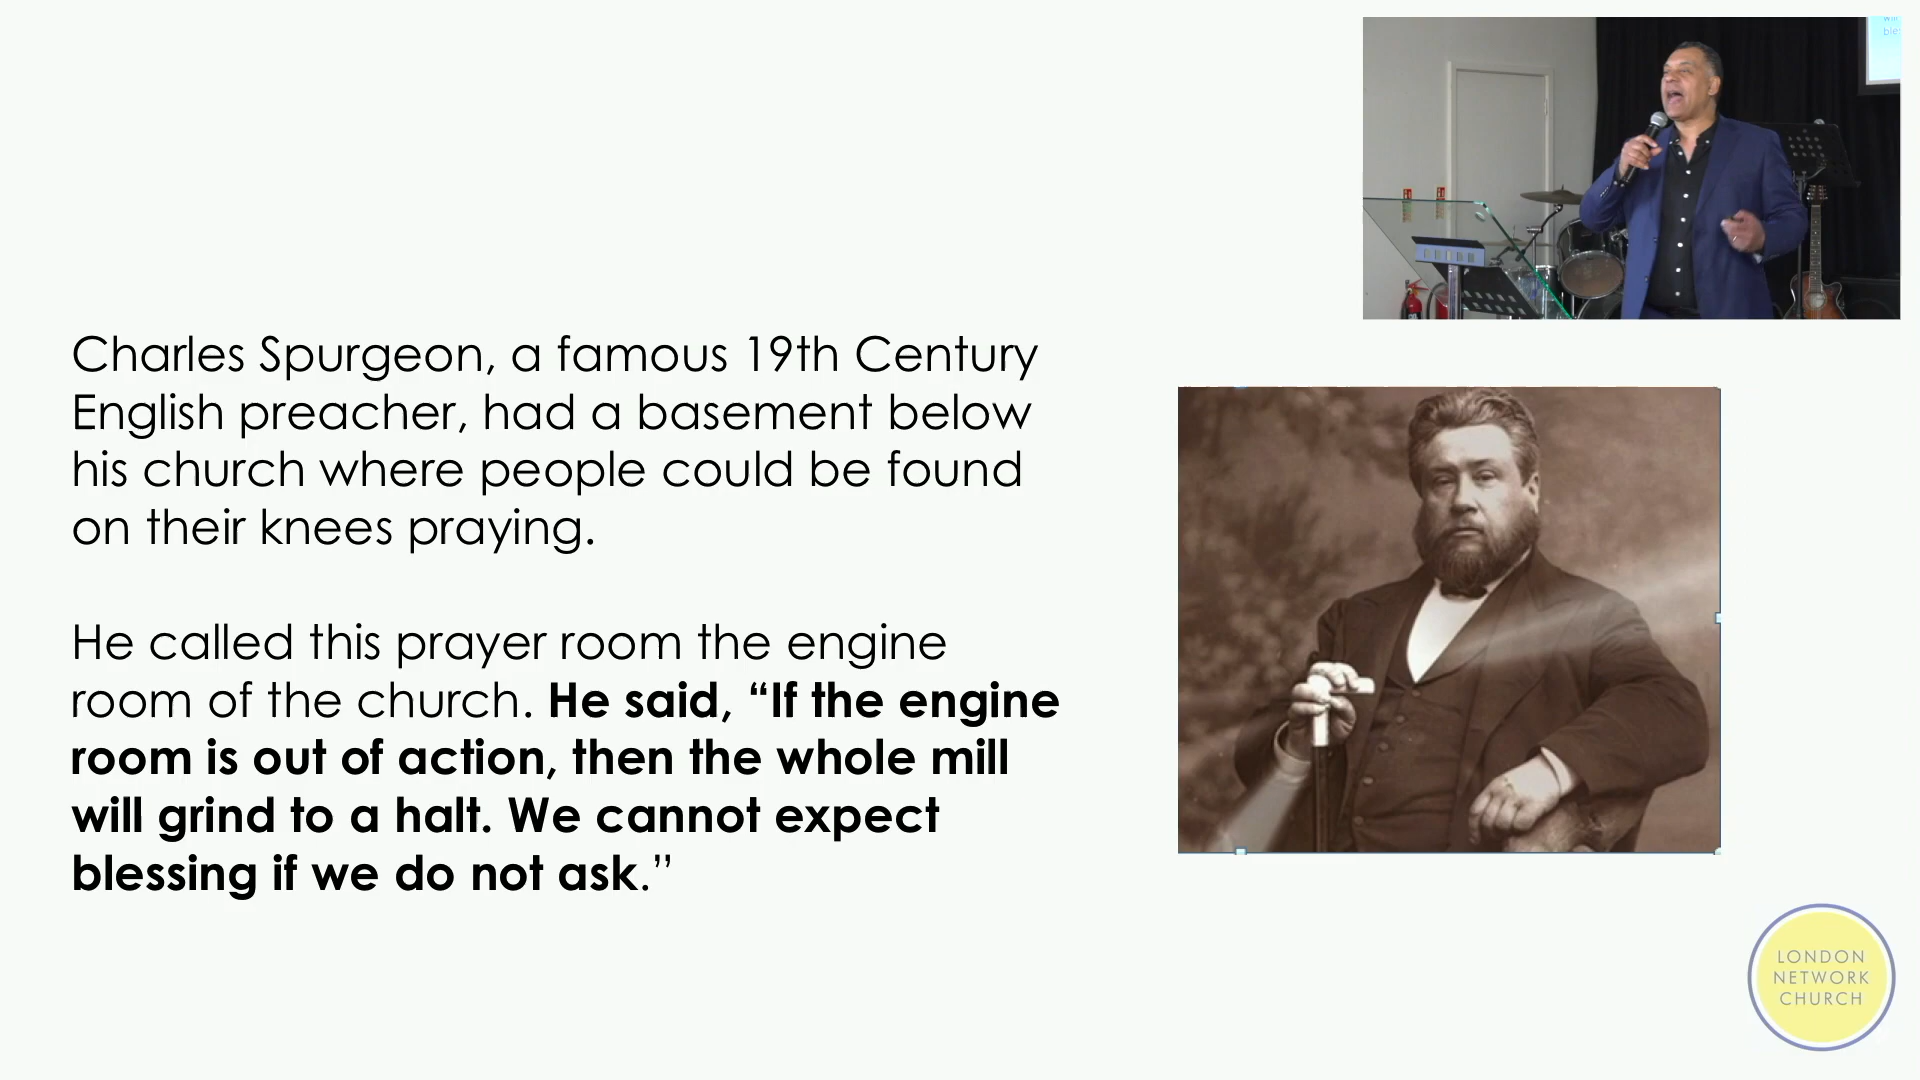 Charles Spurgeon, a famous 19th Century
English preacher, had a basement below
his church where people could be found
on their knees praying.
He called this prayer room the engine
room of the church. He said, “If the engine
room is out of action, then the whole mill
will grind to a halt. We cannot expect
blessing if we do not ask.”
LONDON
NETWORK
CHURCH